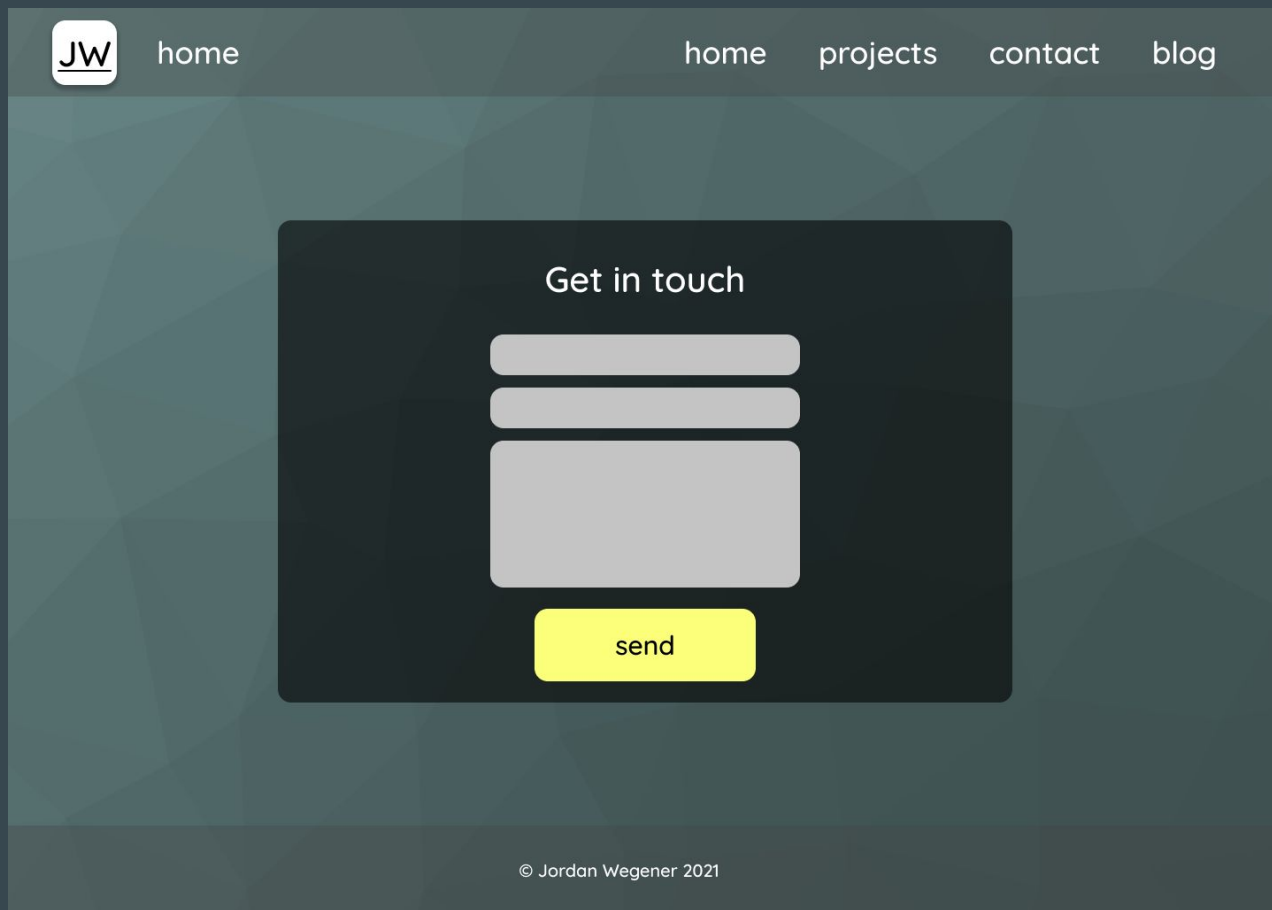 JW home home projects contact blog
Get in touch
send
© Jordan Wegener 2021